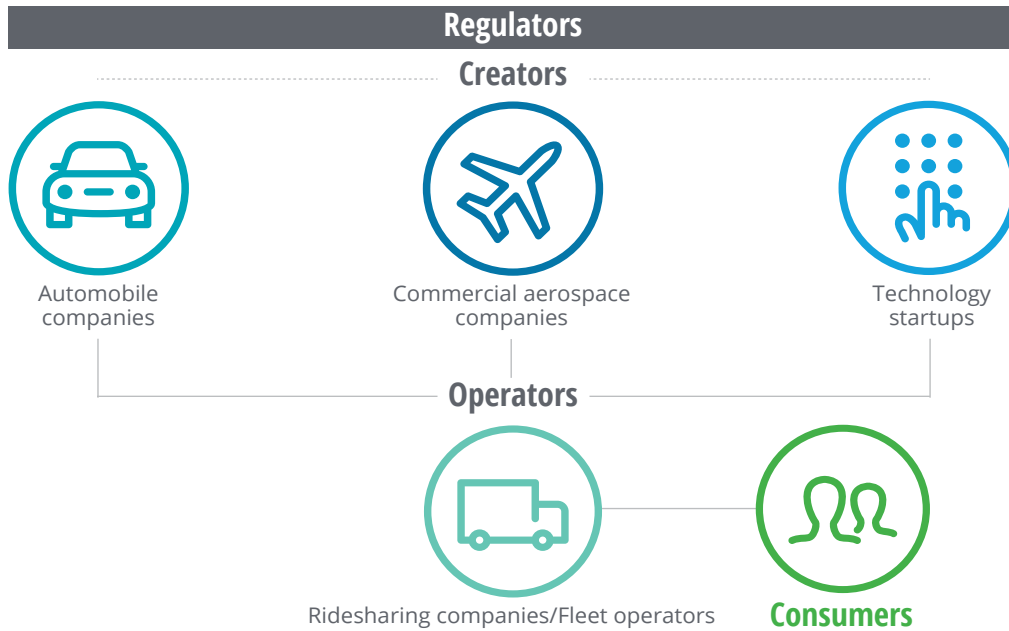 Regulators
Creators
Automobile
companies
Commercial aerospace
companies
Technology
startups
Operators
Ridesharing companies/Fleet operators
Consumers